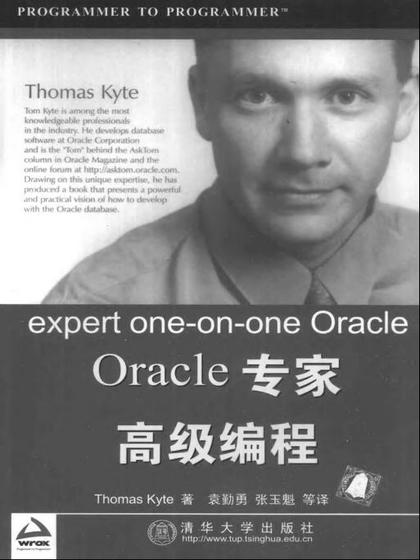 PROGRAMMER TO PROGRAMMER™
Thomas Kyte
Tom Kyte is among the most
knowledgeable professionals
in the industry. He develops database
software at Oracle Corporation
and is the "Tom" behind the AskTom
column in Oracle Magazine and the
online forum at http://asktom.oracle.com.
Drawing on this unique expertise, he has
produced a book that presents a powerful
and practical vision of how to develop
with the Oracle database.
expert one-on-one Oracle
Oracle 专家
高级编程
Thomas Kyte 著 袁勤勇 张玉魁 等译
wrox
清华大学出版社
http://www.tup.tsinghua.edu.cn